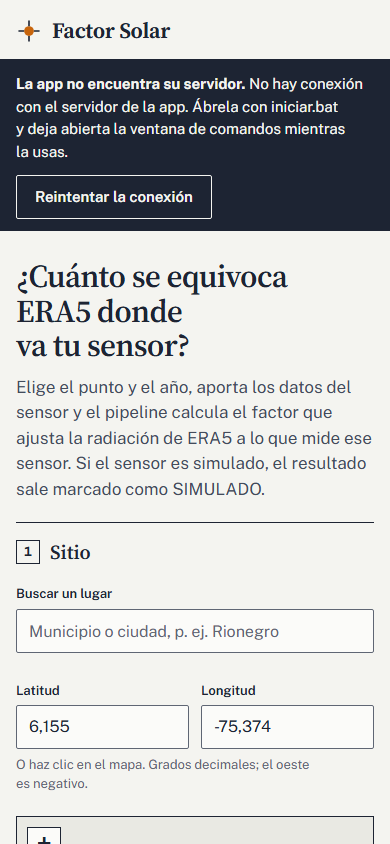 Factor Solar
La app no encuentra su servidor. No hay conexión
con el servidor de la app. Ábrela con iniciar.bat
y deja abierta la ventana de comandos mientras
la usas.
Reintentar la conexión
¿Cuánto se equivoca
ERA5 donde
va tu sensor?
Elige el punto y el año, aporta los datos del
sensor y el pipeline calcula el factor que
ajusta la radiación de ERA5 a lo que mide ese
sensor. Si el sensor es simulado, el resultado
sale marcado como SIMULADO.
1 Sitio
Buscar un lugar
Municipio o ciudad, p. ej. Rionegro
Latitud Longitud
6,155 -75,374
O haz clic en el mapa. Grados decimales; el oeste
es negativo.
+